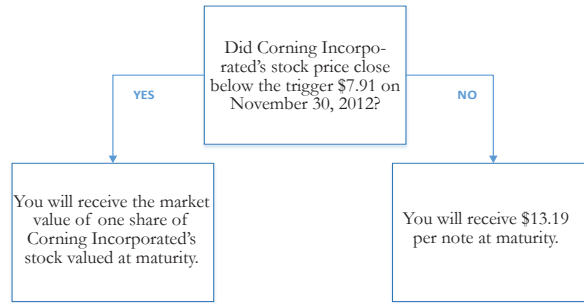 Did Corning Incorpo-
rated's stock price close
below the trigger $7.91 on
November 30, 2012?
YES
NO
You will receive the market
value of one share of
Corning Incorporated's
stock valued at maturity.
You will receive $13.19
per note at maturity.